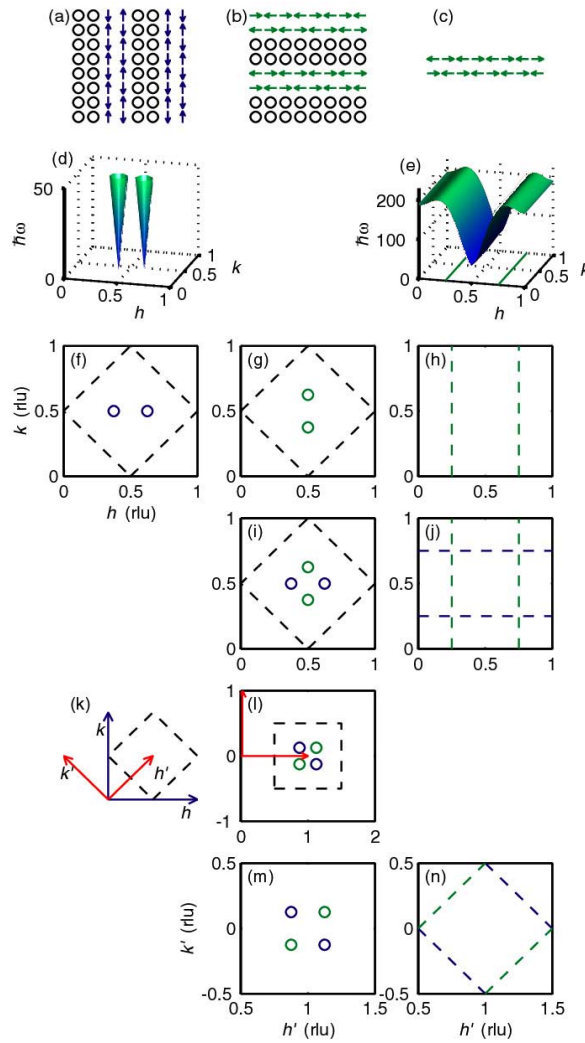 (a) (b) (c)
(d) (e)
50 200
ħω ħω
100
0 0
0 0.5 1 0 0.5 1
h k h k
0 0.5 1 0 0.5 1
(f) (g) (h)
1 1 1
k (rlu)
0.5 0.5 0.5
0 0 0
0 0.5 1 0 0.5 1 0 0.5 1
h (rlu)
(i) (j)
1 1
0.5 0.5
0 0
0 0.5 1 0 0.5 1
(k) (l)
k k' h' h
1
0
-1
0 1 2
(m) (n)
0.5 0.5
k' (rlu)
0 0
-0.5 -0.5
0.5 1 1.5 0.5 1 1.5
h' (rlu) h' (rlu)